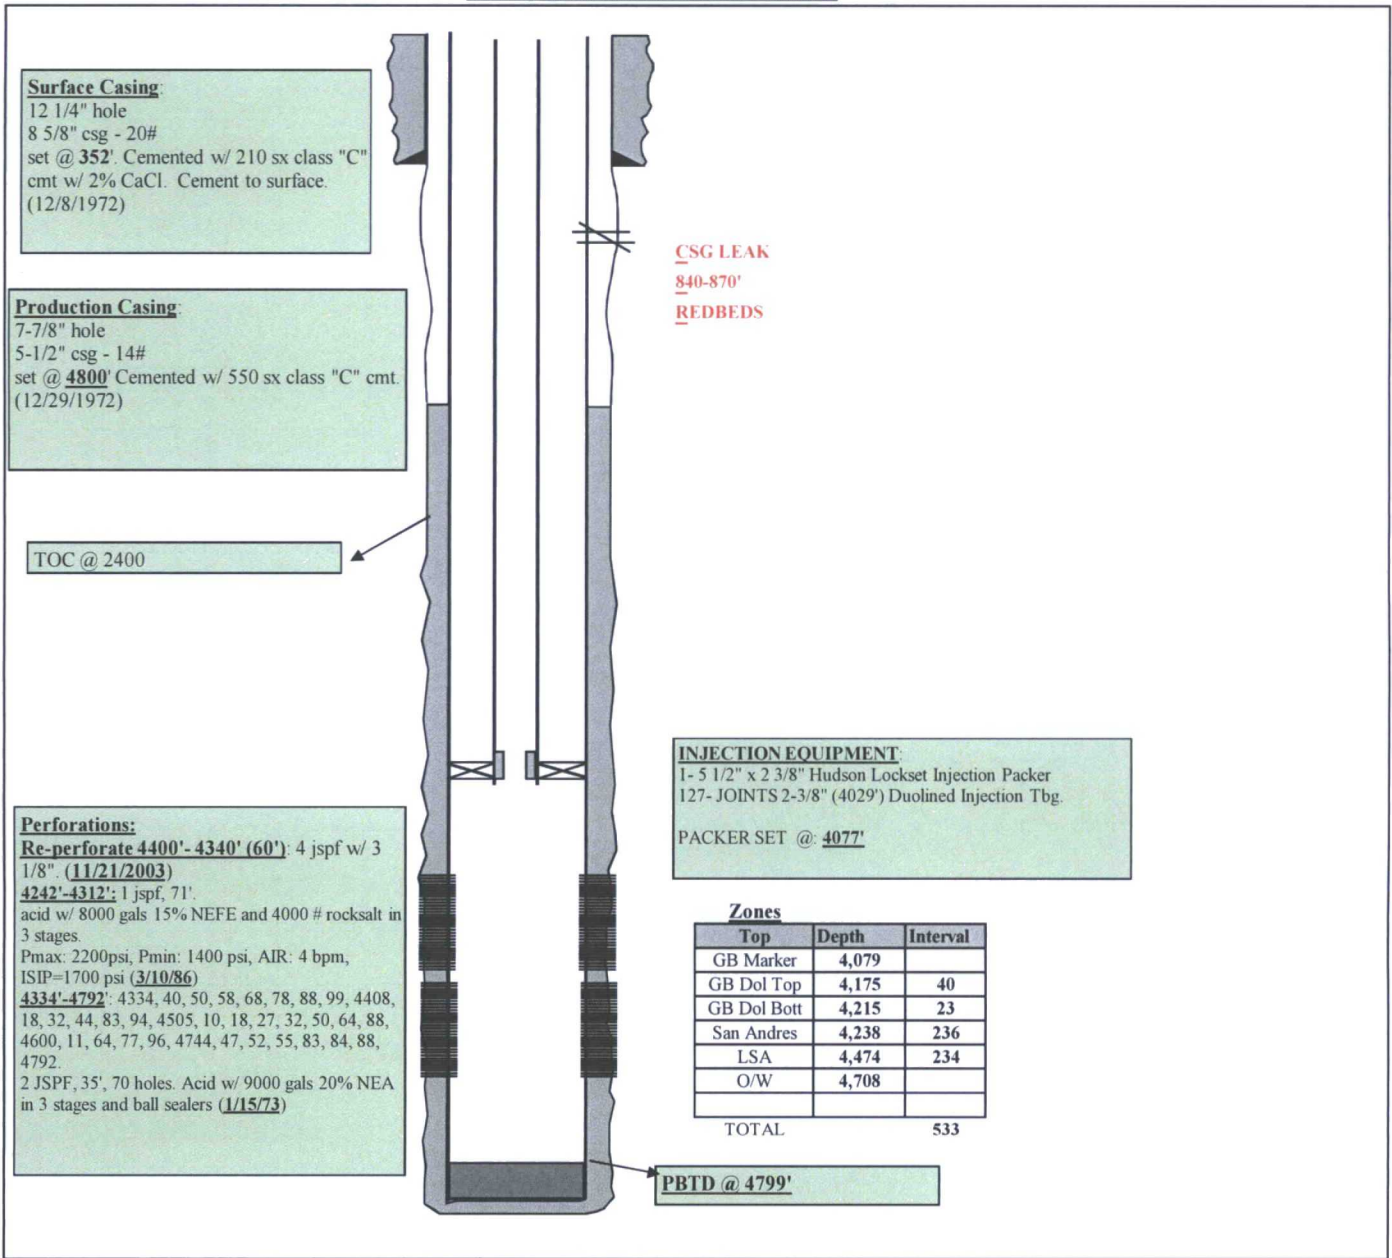 Surface Casing:
12 1/4" hole
8 5/8" csg - 20#
set @ 352'. Cemented w/ 210 sx class "C"
cmt w/ 2% CaCl. Cement to surface.
(12/8/1972)
CSG LEAK
840-870'
REDBEDS
Production Casing:
7-7/8" hole
5-1/2" csg - 14#
set @ 4800' Cemented w/ 550 sx class "C" cmt.
(12/29/1972)
TOC @ 2400
INJECTION EQUIPMENT:
1- 5 1/2" x 2 3/8" Hudson Lockset Injection Packer
127- JOINTS 2-3/8" (4029') Duolined Injection Tbg.
PACKER SET @: 4077'
Perforations:
Re-perforate 4400'- 4340' (60'): 4 jspf w/ 3
1/8". (11/21/2003)
4242'-4312': 1 jspf, 71'.
acid w/ 8000 gals 15% NEFE and 4000 # rocksalt in
3 stages.
Pmax: 2200psi, Pmin: 1400 psi, AIR: 4 bpm,
ISIP=1700 psi (3/10/86)
4334'-4792': 4334, 40, 50, 58, 68, 78, 88, 99, 4408,
18, 32, 44, 83, 94, 4505, 10, 18, 27, 32, 50, 64, 88,
4600, 11, 64, 77, 96, 4744, 47, 52, 55, 83, 84, 88,
4792.
2 JSPF, 35', 70 holes. Acid w/ 9000 gals 20% NEA
in 3 stages and ball sealers (1/15/73)
Zones
Top Depth Interval
GB Marker 4,079
GB Dol Top 4,175 40
GB Dol Bott 4,215 23
San Andres 4,238 236
LSA 4,474 234
O/W 4,708
TOTAL 533
PBTD @ 4799'